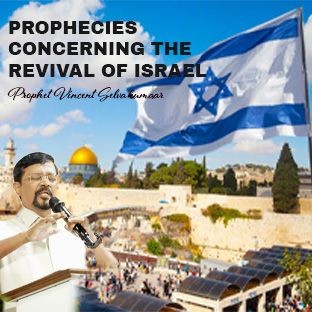 PROPHECIES
CONCERNING THE
REVIVAL OF ISRAEL
Prophet Vincent Selvakumaar